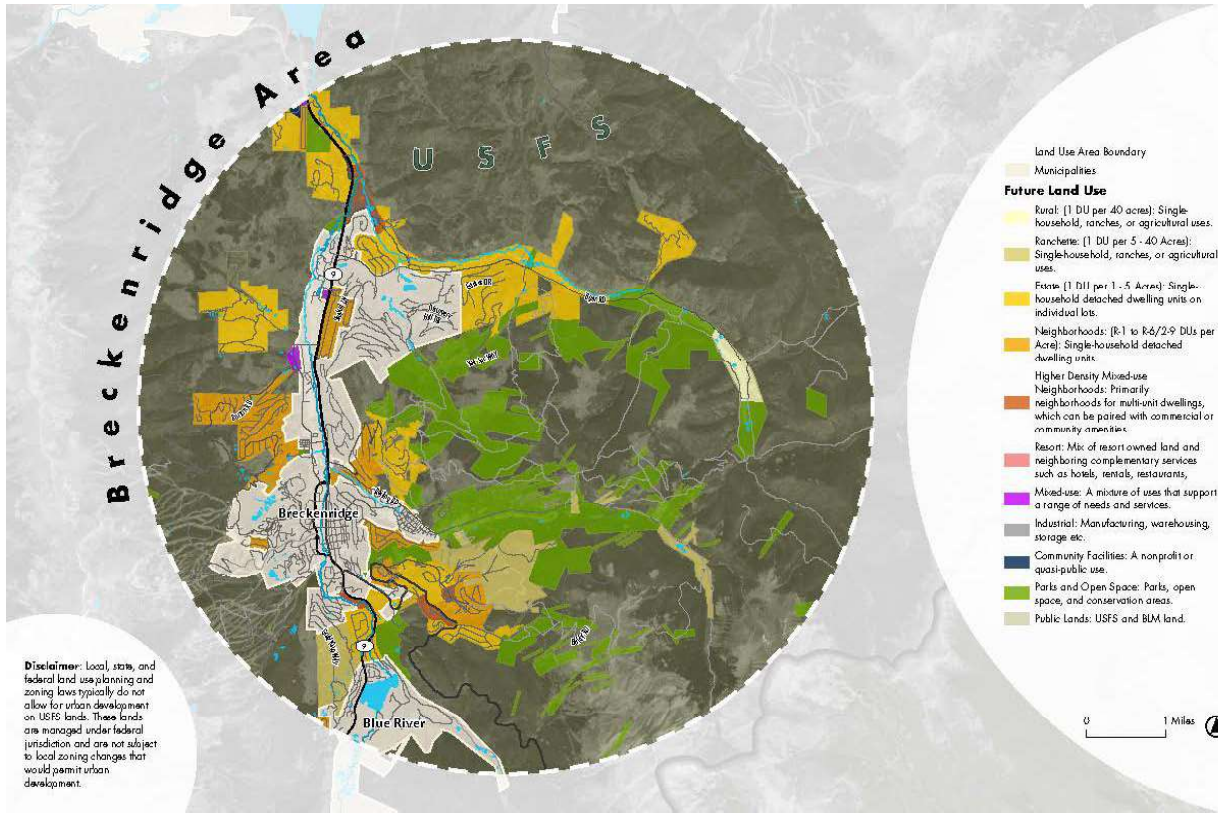 Breckenridge Area
USFS
Land Use Area Boundary
Municipalities
Future Land Use
Rural: (1 DU per 40 acres): Single-
household, ranches, or agricultural uses.
Ranchette: (1 DU per 5 - 40 Acres):
Single-household, ranches, or agricultural
uses.
Estate (1 DU per 1 - 5 Acres): Single-
household detached dwelling units on
individual lots.
Neighborhoods: (R-1 to R-6/2-9 DUs per
Acre): Single-household detached
dwelling units.
Higher Density Mixed-use
Neighborhoods: Primarily
neighborhoods for multi-unit dwellings,
which can be paired with commercial or
community amenities.
Resort: Mix of resort owned land and
neighboring complementary services
such as hotels, rentals, restaurants,
Mixed-use: A mixture of uses that support
a range of needs and services.
Industrial: Manufacturing, warehousing,
storage etc.
Community Facilities: A nonprofit or
quasi-public use.
Parks and Open Space: Parks, open
space, and conservation areas.
Public Lands: USFS and BLM land.
9
Breckenridge
9
Blue River
Disclaimer: Local, state, and
federal land use planning and
zoning laws typically do not
allow for urban development
on USFS lands. These lands
are managed under federal
jurisdiction and are not subject
to local zoning changes that
would permit urban
development.
0 1 Miles